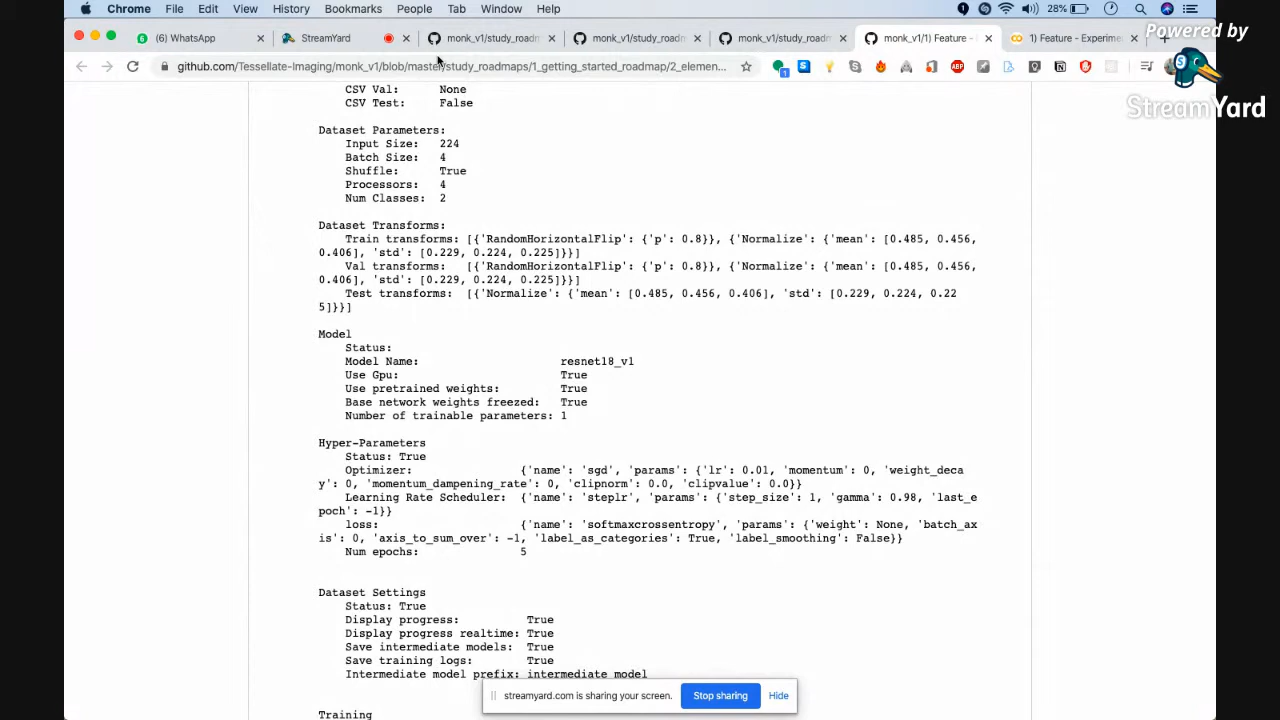 Chrome File Edit View History Bookmarks People Tab Window Help 28%
Powered by
(6) WhatsApp StreamYard monk_v1/study_roadm monk_v1/study_roadm monk_v1/study_roadm monk_v1/1) Feature - 1) Feature - Experime
github.com/Tessellate-Imaging/monk_v1/blob/master/study_roadmaps/1_getting_started_roadmap/2_elemen... ABP 1
StreamYard
CSV Val: None
CSV Test: False
Dataset Parameters:
Input Size: 224
Batch Size: 4
Shuffle: True
Processors: 4
Num Classes: 2
Dataset Transforms:
Train transforms: [{'RandomHorizontalFlip': {'p': 0.8}}, {'Normalize': {'mean': [0.485, 0.456,
0.406], 'std': [0.229, 0.224, 0.225]}}]
Val transforms: [{'RandomHorizontalFlip': {'p': 0.8}}, {'Normalize': {'mean': [0.485, 0.456,
0.406], 'std': [0.229, 0.224, 0.225]}}]
Test transforms: [{'Normalize': {'mean': [0.485, 0.456, 0.406], 'std': [0.229, 0.224, 0.22
5]}}]
Model
Status:
Model Name: resnet18_v1
Use Gpu: True
Use pretrained weights: True
Base network weights freezed: True
Number of trainable parameters: 1
Hyper-Parameters
Status: True
Optimizer: {'name': 'sgd', 'params': {'lr': 0.01, 'momentum': 0, 'weight_deca
y': 0, 'momentum_dampening_rate': 0, 'clipnorm': 0.0, 'clipvalue': 0.0}}
Learning Rate Scheduler: {'name': 'steplr', 'params': {'step_size': 1, 'gamma': 0.98, 'last_e
poch': -1}}
loss: {'name': 'softmaxcrossentropy', 'params': {'weight': None, 'batch_ax
is': 0, 'axis_to_sum_over': -1, 'label_as_categories': True, 'label_smoothing': False}}
Num epochs: 5
Dataset Settings
Status: True
Display progress: True
Display progress realtime: True
Save intermediate models: True
Save training logs: True
Intermediate model prefix: intermediate_model
streamyard.com is sharing your screen. Stop sharing Hide
Training